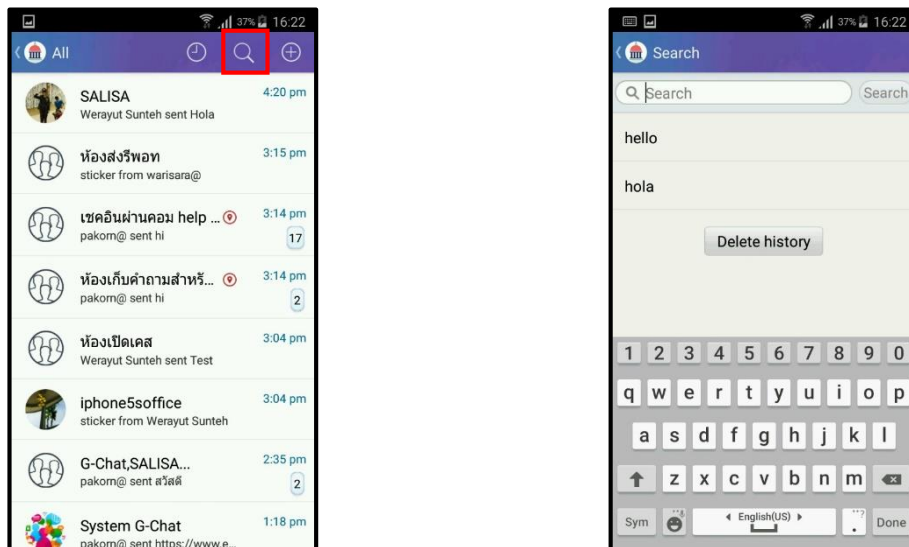 37% 16:22
All
SALISA 4:20 pm
Werayut Sunteh sent Hola
ห้องส่งรีพอท 3:15 pm
sticker from warisara@
เชคอินผ่านคอม help ... 3:14 pm
pakorn@ sent hi 17
ห้องเก็บคำถามสำหรั... 3:14 pm
pakorn@ sent hi 2
ห้องเปิดเคส 3:04 pm
Werayut Sunteh sent Test
iphone5soffice 3:04 pm
sticker from Werayut Sunteh
G-Chat,SALISA... 2:35 pm
pakorn@ sent สวัสดี 2
System G-Chat 1:18 pm
pakorn@ sent https://www.e...
37% 16:22
Search
Search Search
hello
hola
Delete history
1 2 3 4 5 6 7 8 9 0
q w e r t y u i o p
a s d f g h j k l
z x c v b n m
Sym English(US) . Done